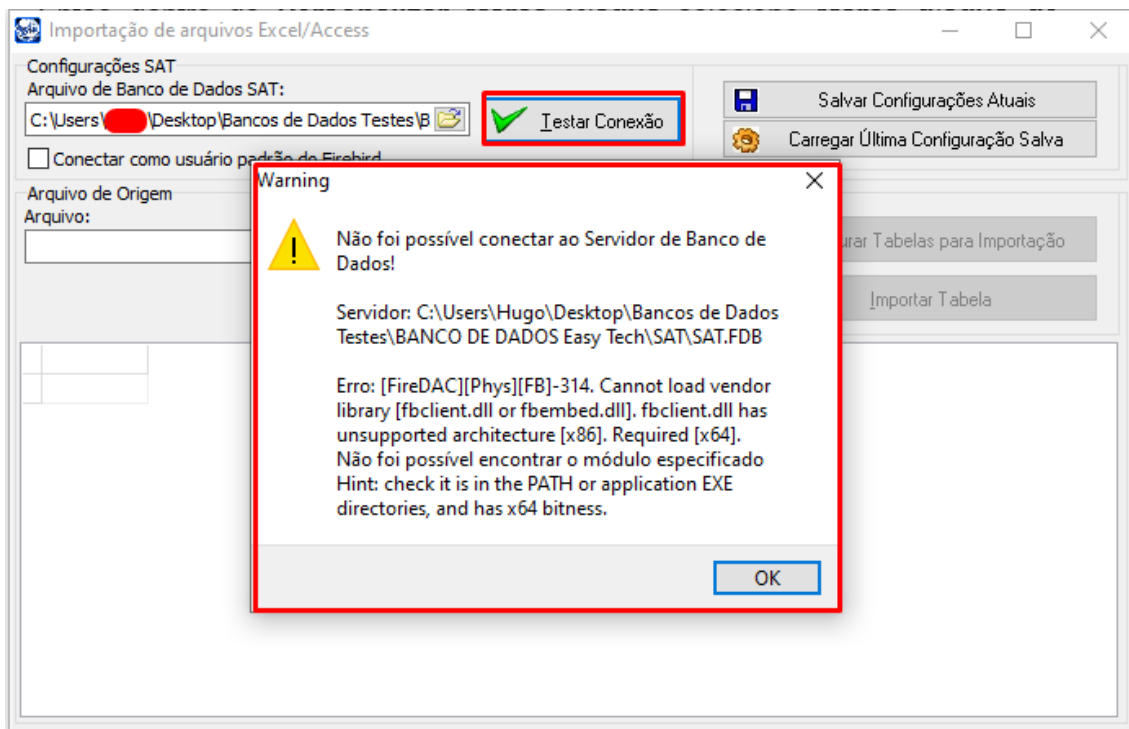 Importação de arquivos Excel/Access
Configurações SAT
Arquivo de Banco de Dados SAT:
C:\Users\ \Desktop\Bancos de Dados Testes\B
Testar Conexão
Salvar Configurações Atuais
Carregar Última Configuração Salva
Conectar como usuário padrão do Firebird
Arquivo de Origem
Arquivo:
Tabelas para Importação
Importar Tabela
Warning
Não foi possível conectar ao Servidor de Banco de
Dados!
Servidor: C:\Users\Hugo\Desktop\Bancos de Dados
Testes\BANCO DE DADOS Easy Tech\SAT\SAT.FDB
Erro: [FireDAC][Phys][FB]-314. Cannot load vendor
library [fbclient.dll or fbembed.dll]. fbclient.dll has
unsupported architecture [x86]. Required [x64].
Não foi possível encontrar o módulo especificado
Hint: check it is in the PATH or application EXE
directories, and has x64 bitness.
OK